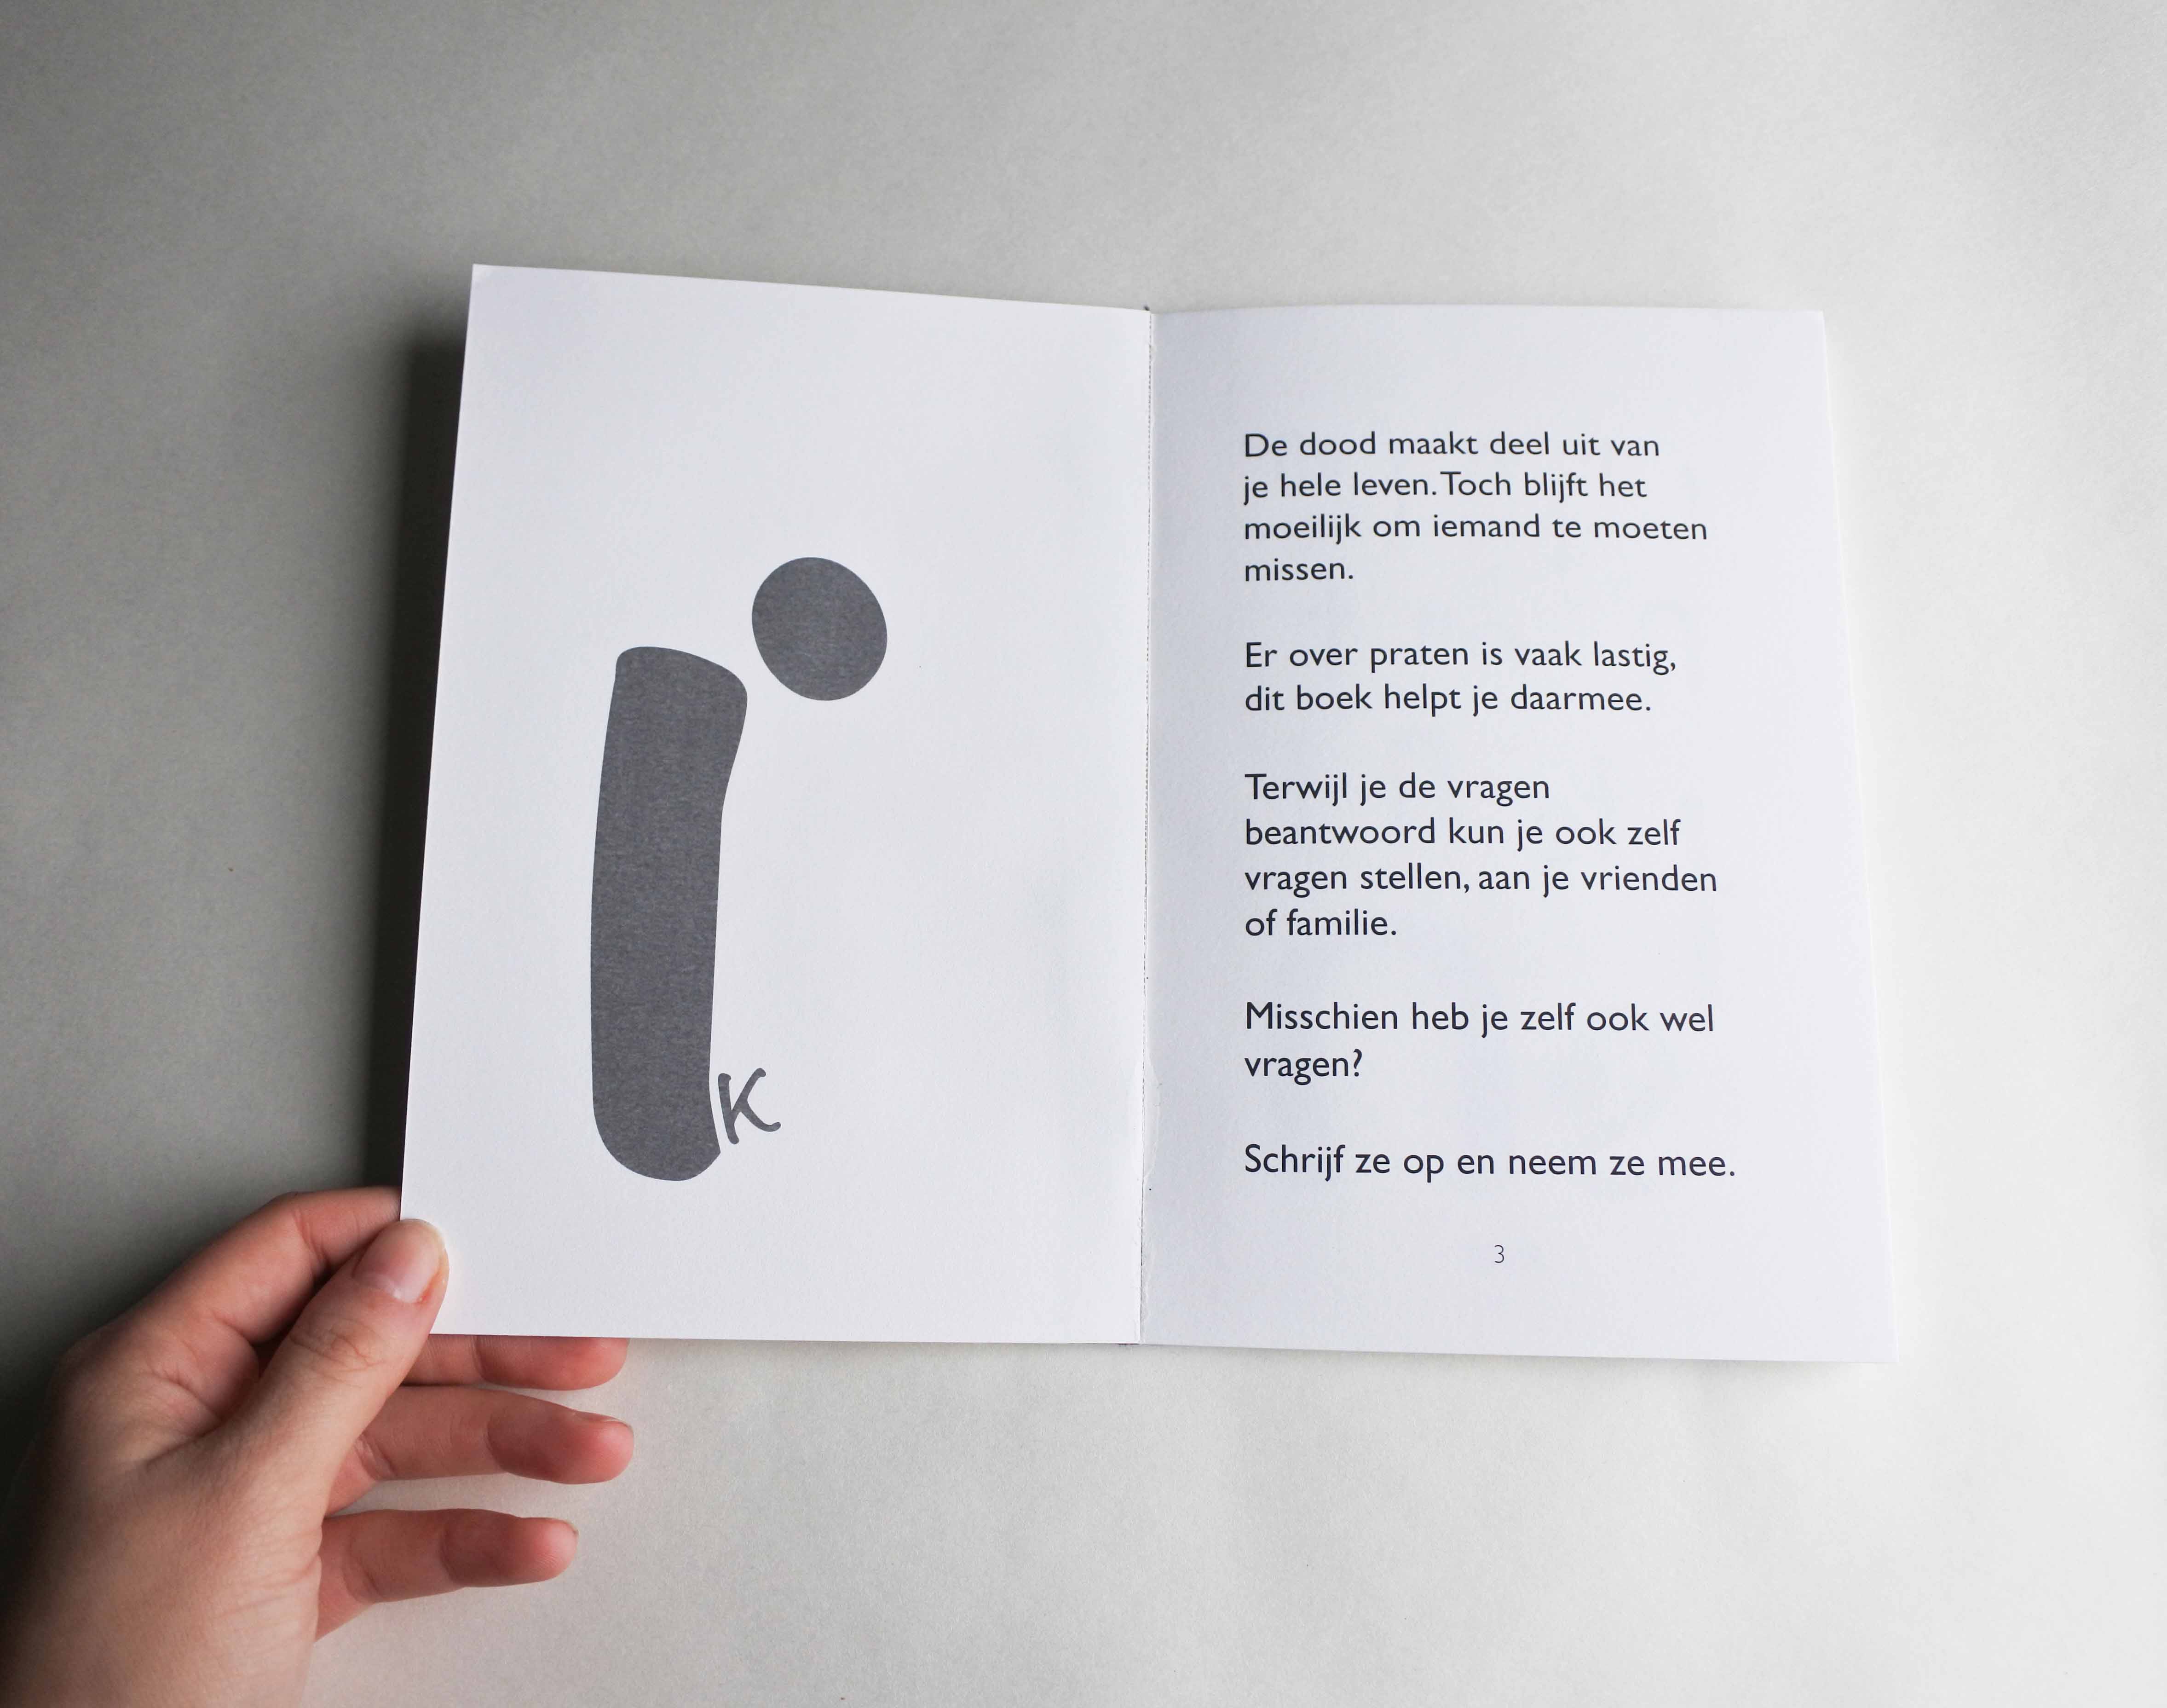 iK
De dood maakt deel uit van
je hele leven. Toch blijft het
moeilijk om iemand te moeten
missen.
Er over praten is vaak lastig,
dit boek helpt je daarmee.
Terwijl je de vragen
beantwoord kun je ook zelf
vragen stellen, aan je vrienden
of familie.
Misschien heb je zelf ook wel
vragen?
Schrijf ze op en neem ze mee.
3